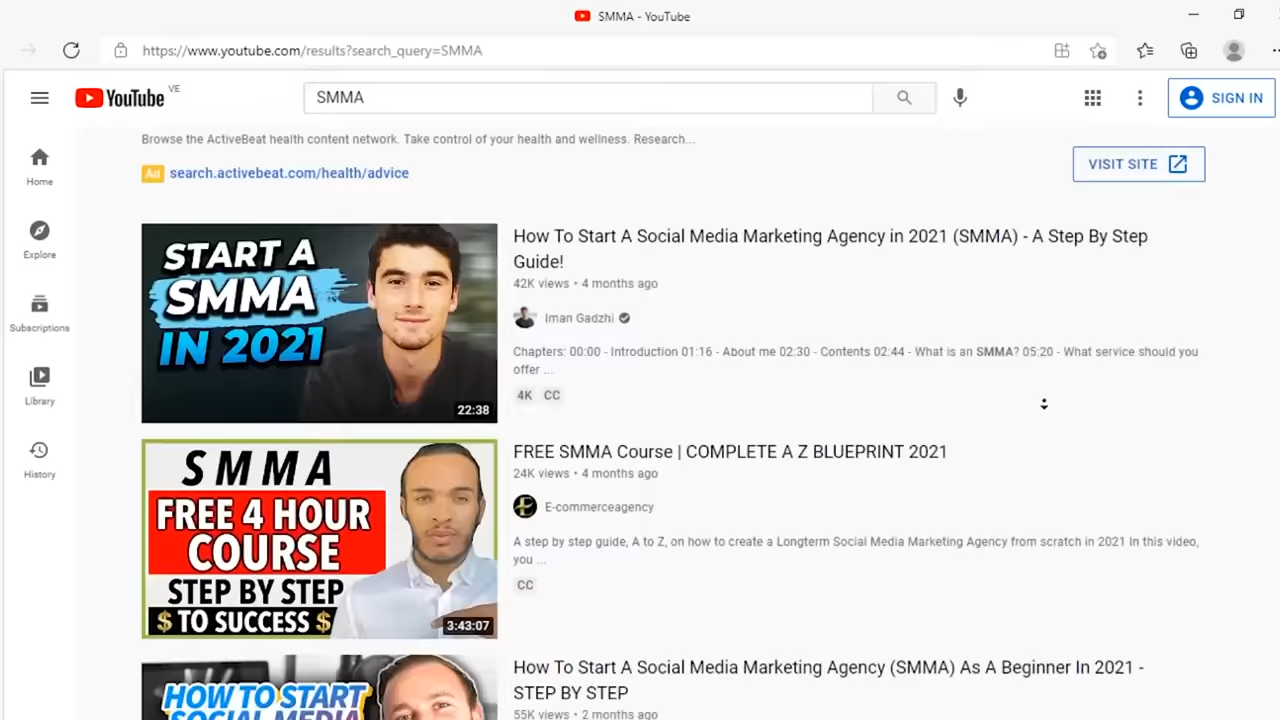 SMMA - YouTube
https://www.youtube.com/results?search_query=SMMA
YouTube VE
SMMA
SIGN IN
Browse the ActiveBeat health content network. Take control of your health and wellness. Research...
Ad search.activebeat.com/health/advice
VISIT SITE
Home
Explore
Subscriptions
Library
History
START A
SMMA
IN 2021
22:38
How To Start A Social Media Marketing Agency in 2021 (SMMA) - A Step By Step
Guide!
42K views • 4 months ago
Iman Gadzhi
Chapters: 00:00 - Introduction 01:16 - About me 02:30 - Contents 02:44 - What is an SMMA? 05:20 - What service should you
offer ...
4K CC
SMMA
FREE 4 HOUR
COURSE
STEP BY STEP
$ TO SUCCESS $
3:43:07
FREE SMMA Course | COMPLETE A Z BLUEPRINT 2021
24K views • 4 months ago
E-commerceagency
A step by step guide, A to Z, on how to create a Longterm Social Media Marketing Agency from scratch in 2021 In this video,
you ...
CC
HOW TO START
SOCIAL MEDIA
How To Start A Social Media Marketing Agency (SMMA) As A Beginner In 2021 -
STEP BY STEP
55K views • 2 months ago